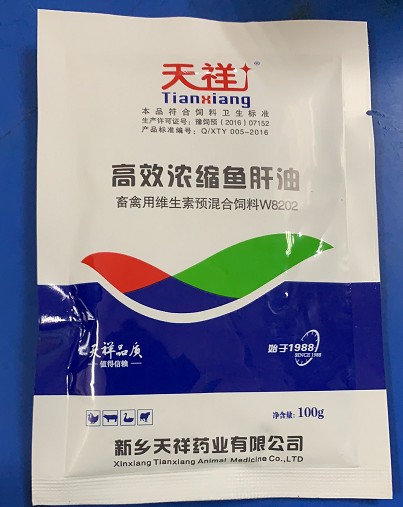 天祥®
Tianxiang
本品符合饲料卫生标准
生产许可证号：豫饲预（2016）07152
产品标准编号：Q/XTY 005-2016
高效浓缩鱼肝油
畜禽用维生素预混合饲料W8202
天祥品质
值得信赖
始于1988
SINCE 1988
净含量：100g
新乡天祥药业有限公司
Xinxiang Tianxiang Animal Medicine Co.,LTD